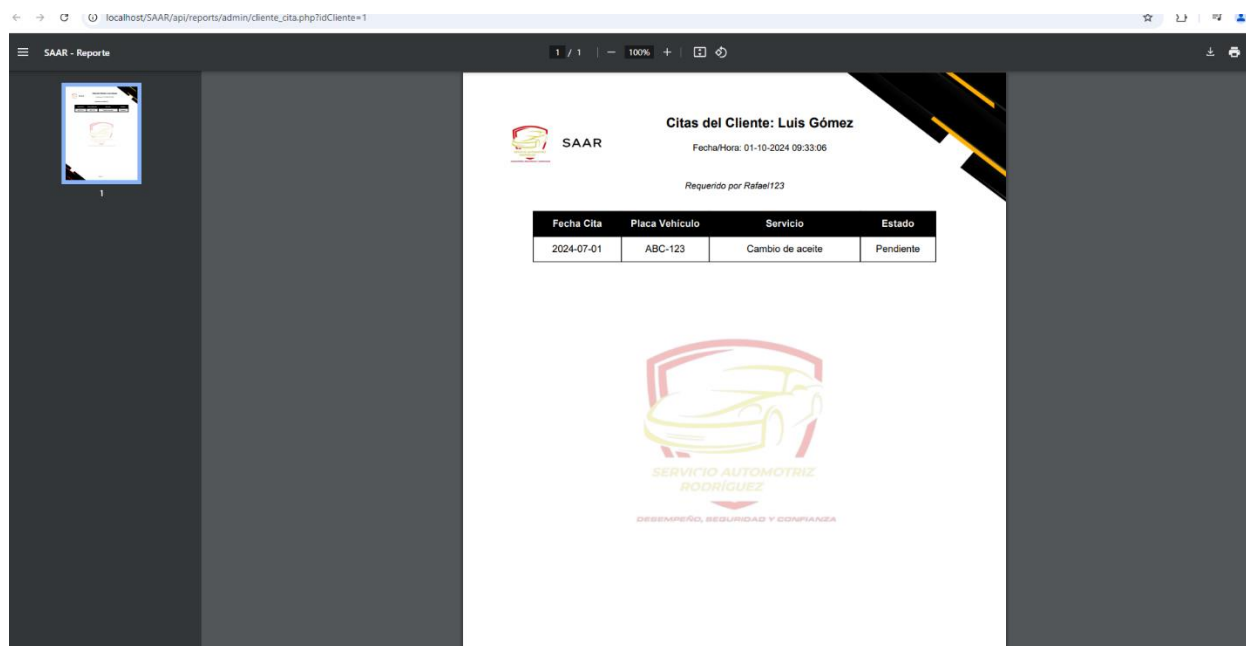 localhost/SAAR/api/reports/admin/cliente_cita.php?idCliente=1
SAAR - Reporte
1 / 1
100%
1
SAAR
Citas del Cliente: Luis Gómez
Fecha/Hora: 01-10-2024 09:33:06
Requerido por Rafael123
Fecha Cita Placa Vehículo Servicio Estado
2024-07-01 ABC-123 Cambio de aceite Pendiente
SERVICIO AUTOMOTRIZ
RODRÍGUEZ
DESEMPEÑO, SEGURIDAD Y CONFIANZA